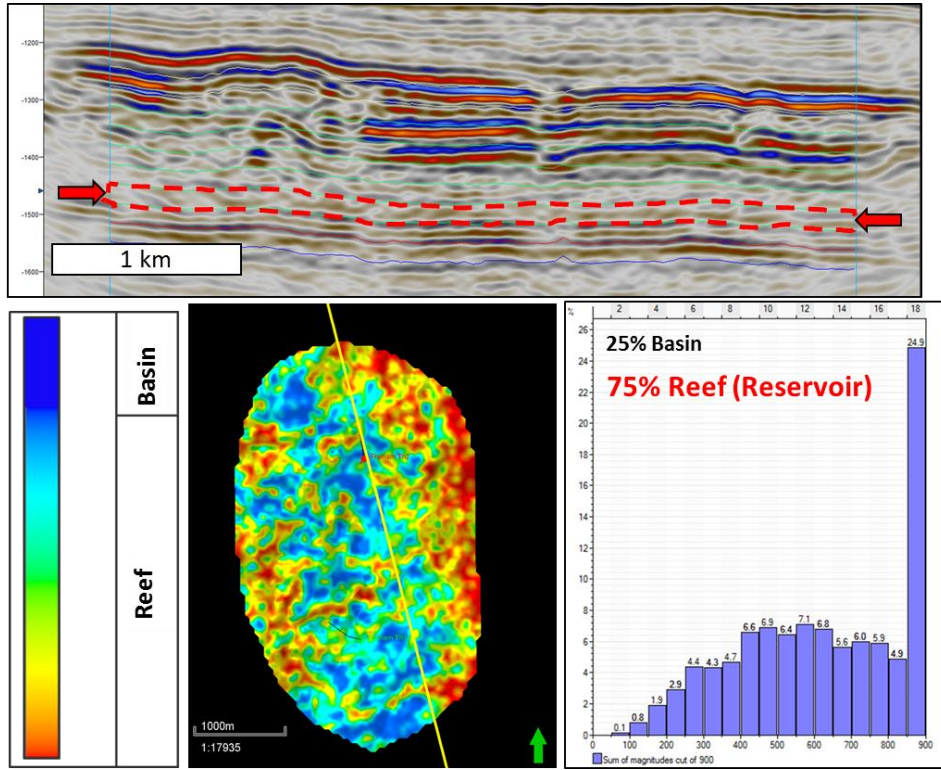 -1200
-1300
-1400
-1500
-1600
1 km
Basin
Reef
1000m
1:17935
%
2 4 6 8 10 12 14 16 18
26
24
22
20
18
16
14
12
10
8
6
4
2
0
25% Basin
75% Reef (Reservoir)
0.1 0.8 1.9 2.9 4.4 4.3 4.7 6.6 6.9 6.4 7.1 6.8 5.6 6.0 5.9 4.9 24.9
0 100 200 300 400 500 600 700 800 900
Sum of magnitudes cut of 900